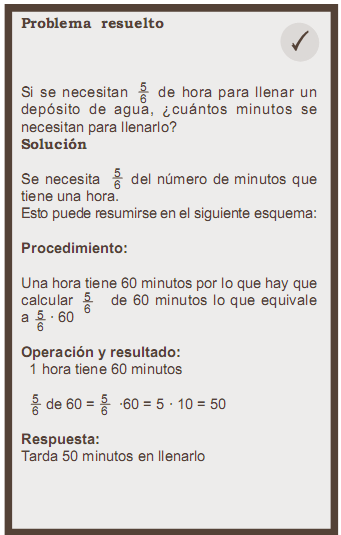 Problema resuelto
Si se necesitan 5/6 de hora para llenar un
depósito de agua, ¿cuántos minutos se
necesitan para llenarlo?
Solución
Se necesita 5/6 del número de minutos que
tiene una hora.
Esto puede resumirse en el siguiente esquema:
Procedimiento:
Una hora tiene 60 minutos por lo que hay que
calcular 5/6 de 60 minutos lo que equivale
a 5/6 · 60
Operación y resultado:
1 hora tiene 60 minutos
5/6 de 60 = 5/6 ·60 = 5 · 10 = 50
Respuesta:
Tarda 50 minutos en llenarlo